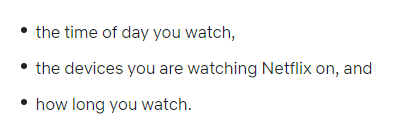 • the time of day you watch,
• the devices you are watching Netflix on, and
• how long you watch.